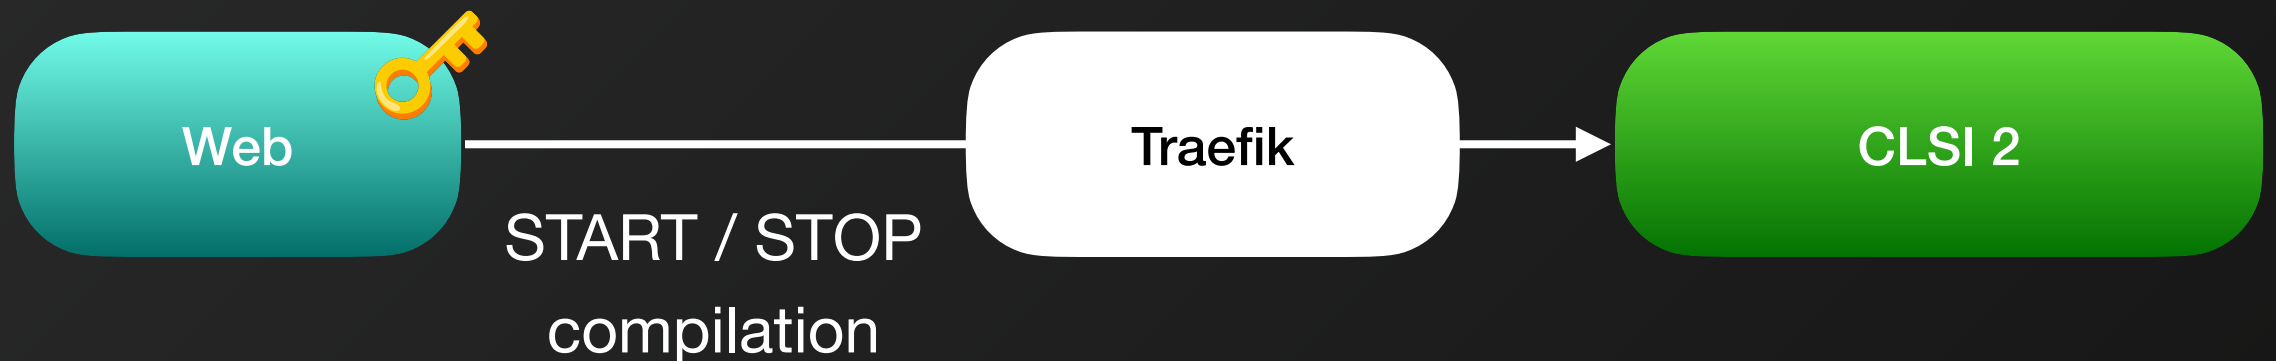 Web
Traefik
CLSI 2
START / STOP
compilation